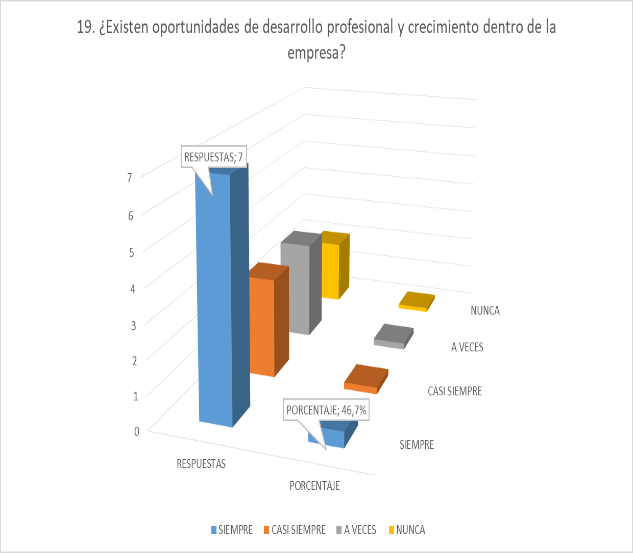 19. ¿Existen oportunidades de desarrollo profesional y crecimiento dentro de la
empresa?
RESPUESTAS; 7
7
6
5
4
3
2
1
0
PORCENTAJE; 46,7%
NUNCA
A VECES
CASI SIEMPRE
SIEMPRE
RESPUESTAS
PORCENTAJE
SIEMPRE CASI SIEMPRE A VECES NUNCA